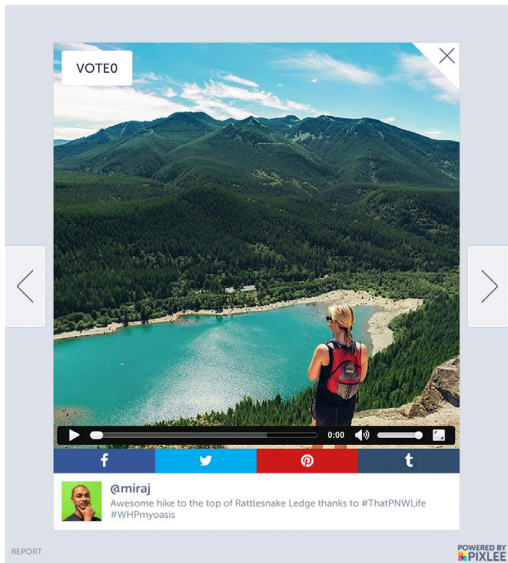 VOTE0
0:00
@miraj
Awesome hike to the top of Rattlesnake Ledge thanks to #ThatPNWLife
#WHPmyoasis
REPORT
POWERED BY
PIXLEE